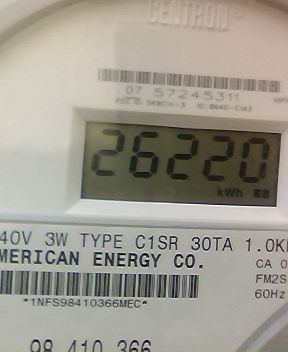 CENTRON®
07 57245311
26220
kWh
40V 3W TYPE C1SR 30TA 1.0K
MERICAN ENERGY CO.
CA 0
FM2S
60Hz
*1NFS98410366MEC*
98 410 366